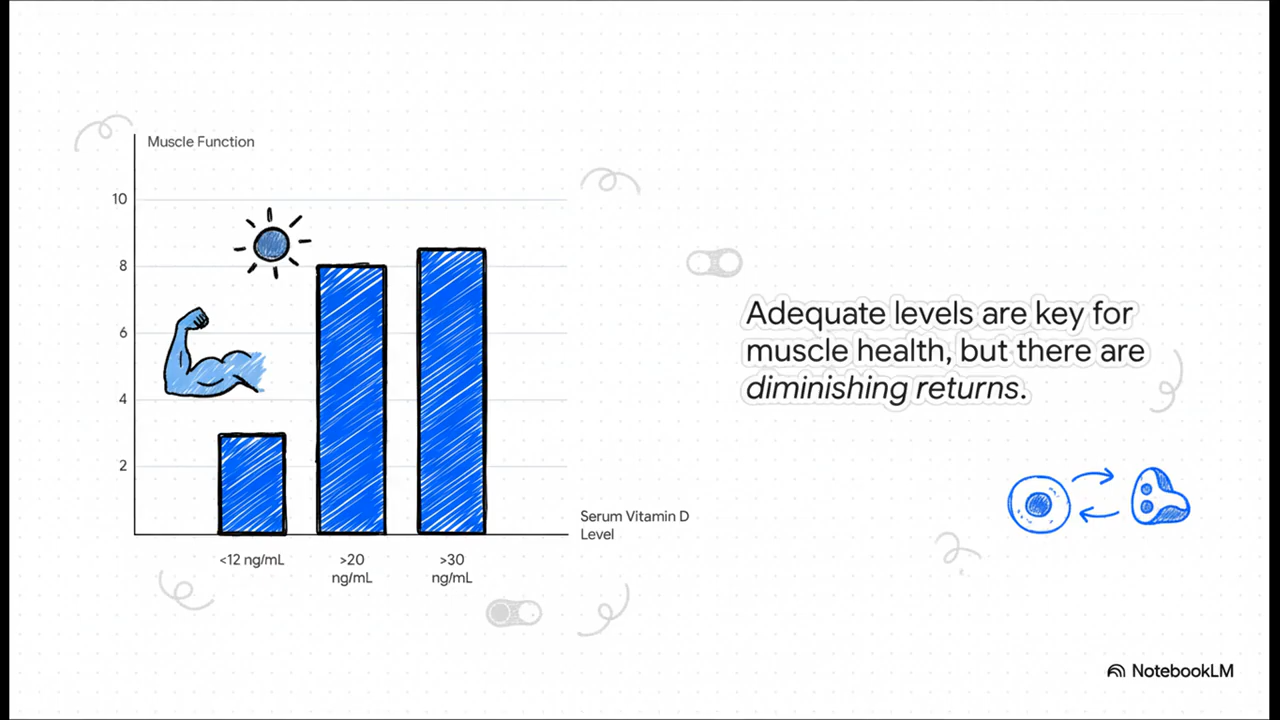 Muscle Function
10
8
6
4
2
Serum Vitamin D
Level
<12 ng/mL
>20
ng/mL
>30
ng/mL
Adequate levels are key for
muscle health, but there are
diminishing returns.
NotebookLM